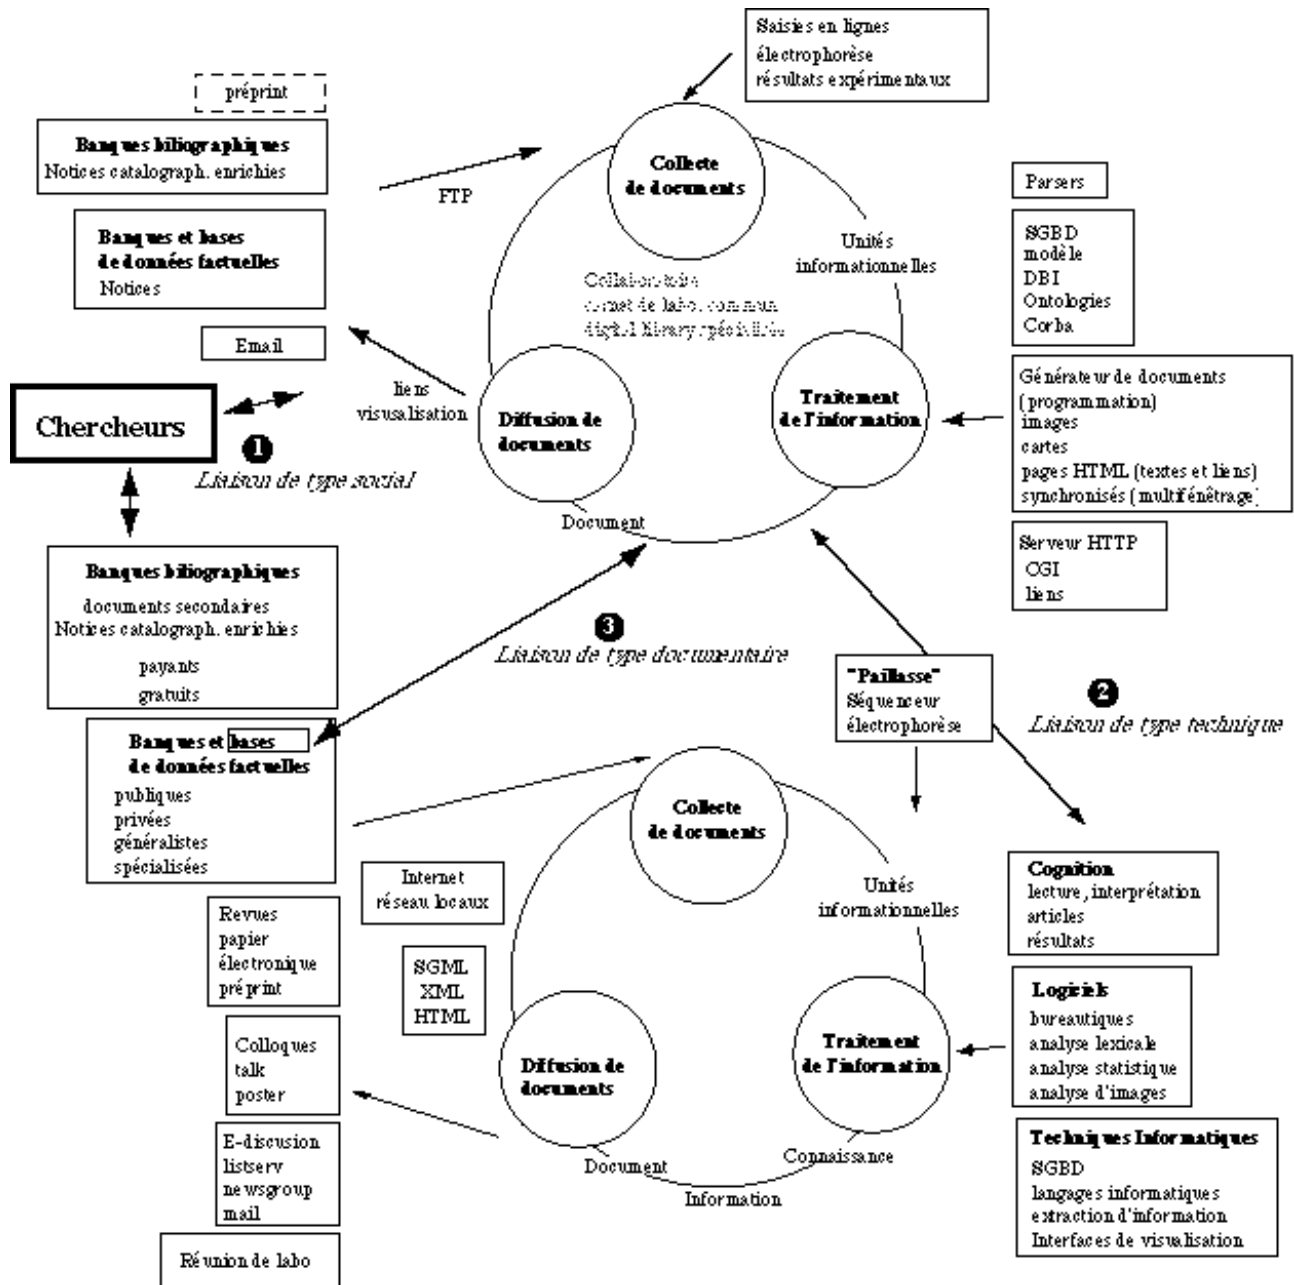 Saisies en lignes
électrophorèse
résultats expérimentaux
préprint
Banques biliographiques
Notices catalograph. enrichies
FTP
Banques et bases
de données factuelles
Notices
Email
Chercheurs
1
Liaison de type social
liens
visualisation
Collecte
de documents
Unités
informationnelles
Collaboratoire
carnet de labo. commun
digital library spécialisée
Traitement
de l'information
Diffusion de
documents
Document
Parsers
SGBD
modèle
DBI
Ontologies
Corba
Générateur de documents
(programmation)
images
cartes
pages HTML (textes et liens)
synchronisés (multifénêtrage)
Serveur HTTP
CGI
liens
Banques biliographiques
documents secondaires
Notices catalograph. enrichies
payants
gratuits
3
Liaison de type documentaire
"Paillasse"
Séquenceur
électrophorèse
2
Liaison de type technique
Banques et bases
de données factuelles
publiques
privées
généralistes
spécialisées
Collecte
de documents
Internet
réseau locaux
Unités
informationnelles
SGML
XML
HTML
Revues
papier
électronique
préprint
Colloques
talk
poster
E-discusion
listserv
newsgroup
mail
Réunion de labo
Diffusion de
documents
Traitement
de l'information
Document
Information
Connaissance
Cognition
lecture, interprétation
articles
résultats
Logiciels
bureautiques
analyse lexicale
analyse statistique
analyse d'images
Techniques Informatiques
SGBD
langages informatiques
extraction d'information
Interfaces de visualisation